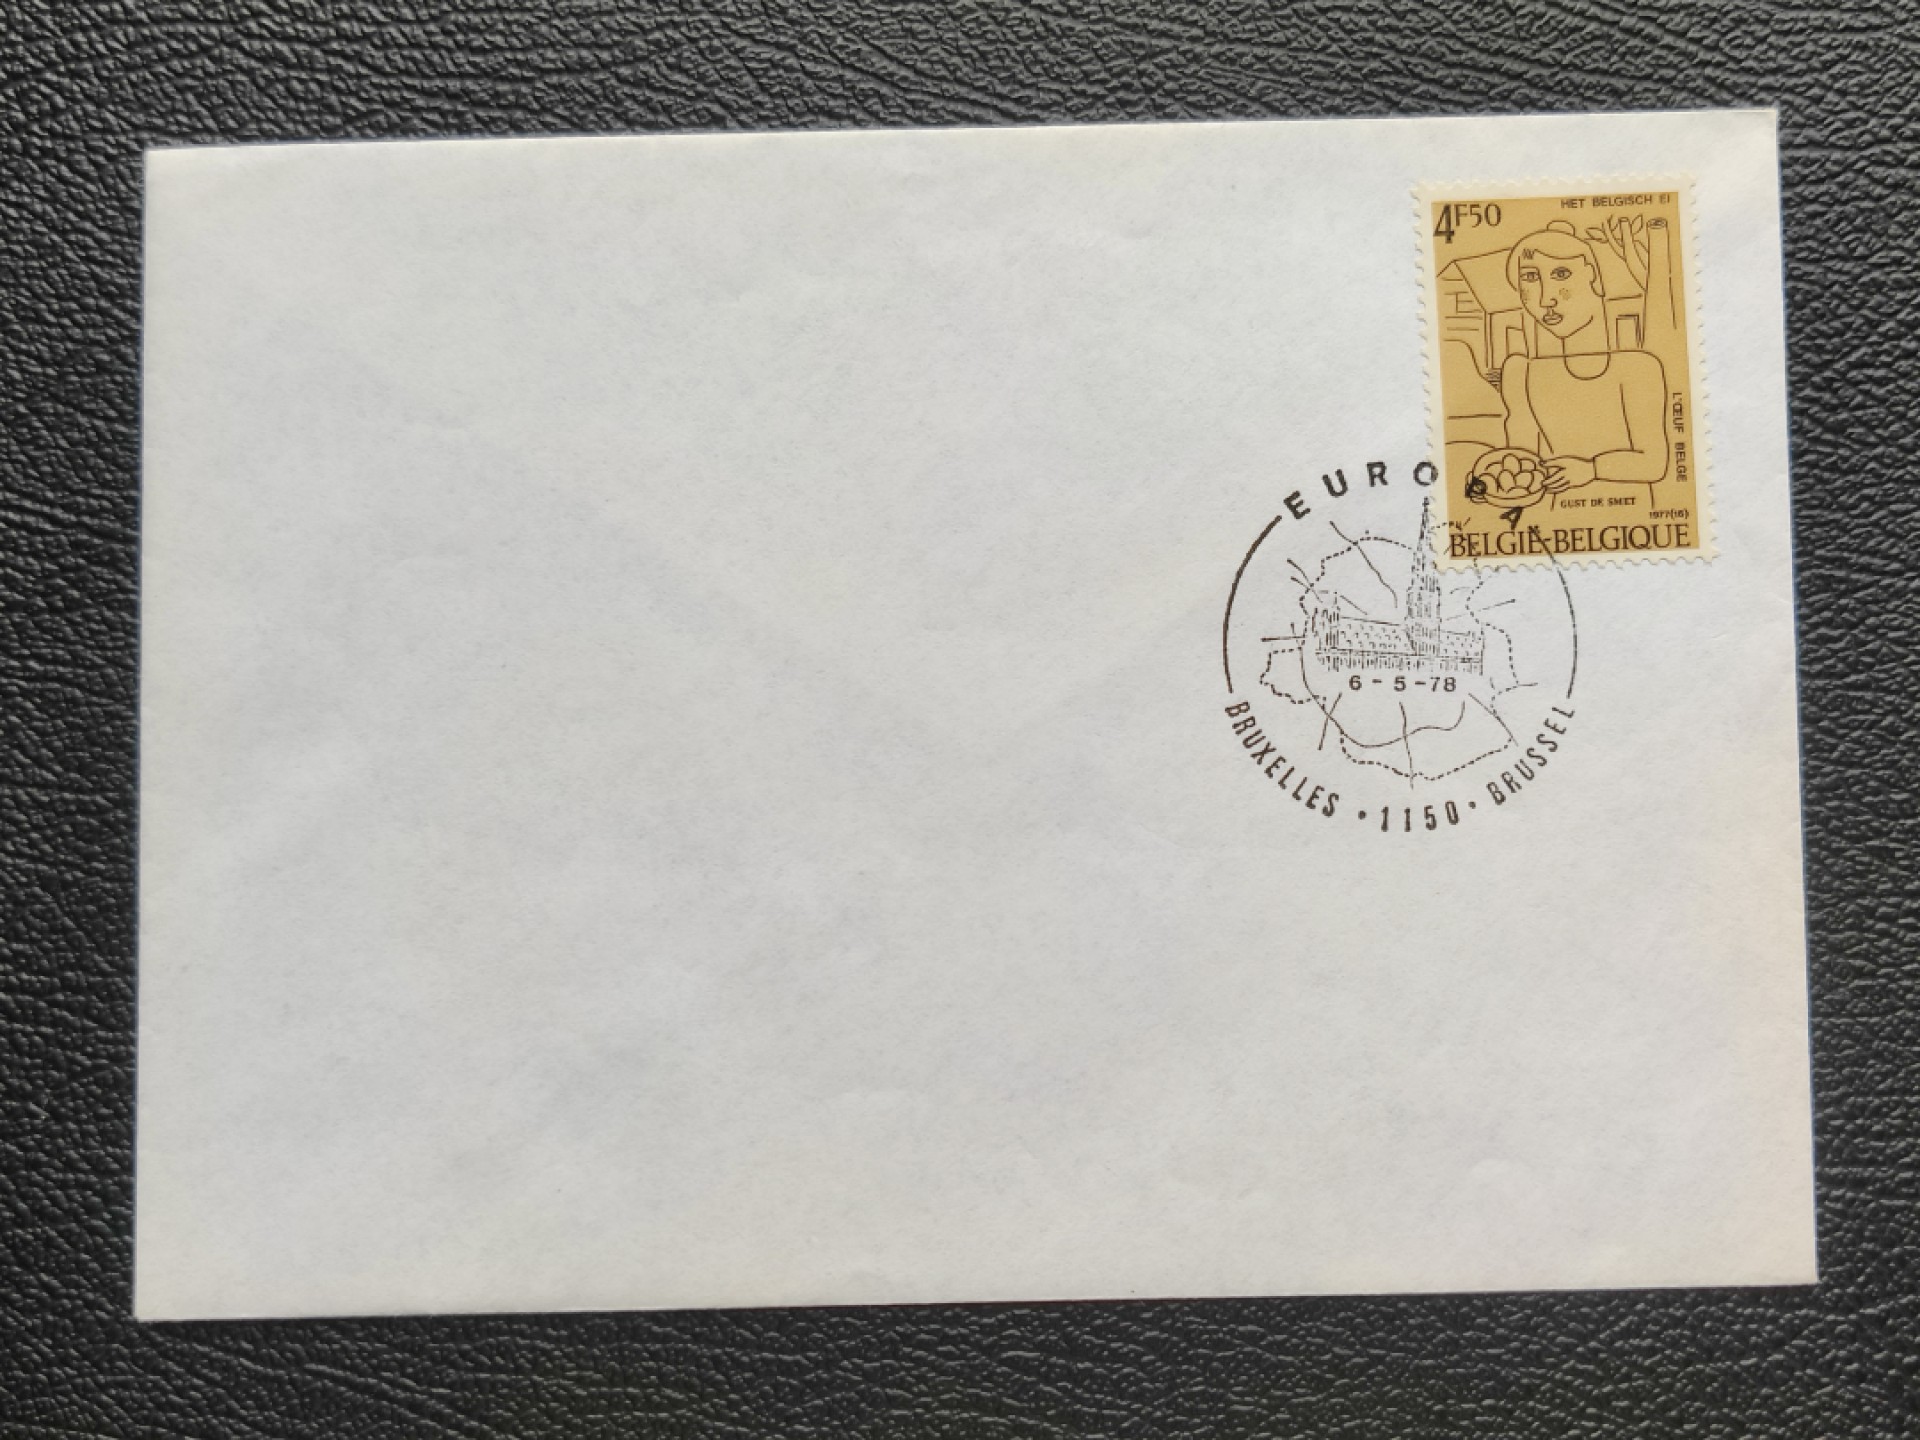 4F50
HET BELGISCH EI
L'ŒUF BELGE
GUST DE SMET
1977(16)
BELGIË-BELGIQUE
EUROPA
6-5-78
BRUXELLES • 1150 • BRUSSEL